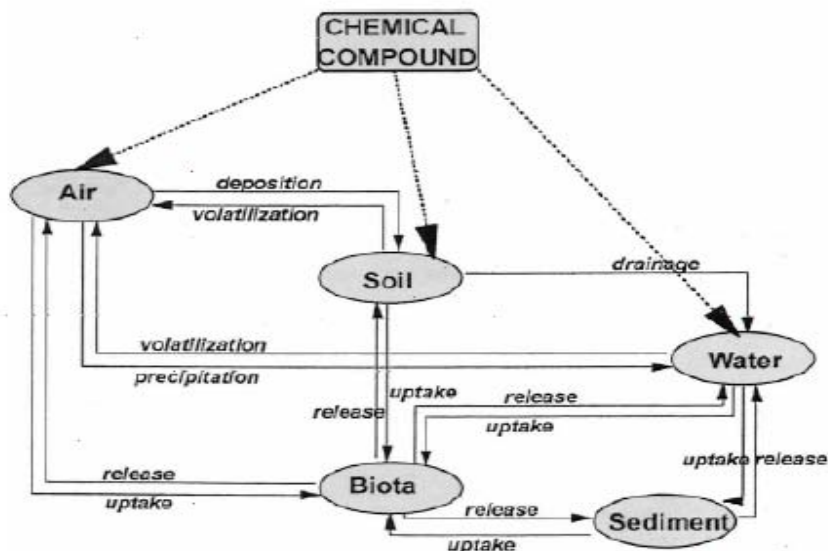 CHEMICAL
COMPOUND
Air
deposition
volatilization
Soil
drainage
volatilization
precipitation
Water
uptake
release
release
uptake
uptake release
release
uptake
Biota
release
Sediment
uptake